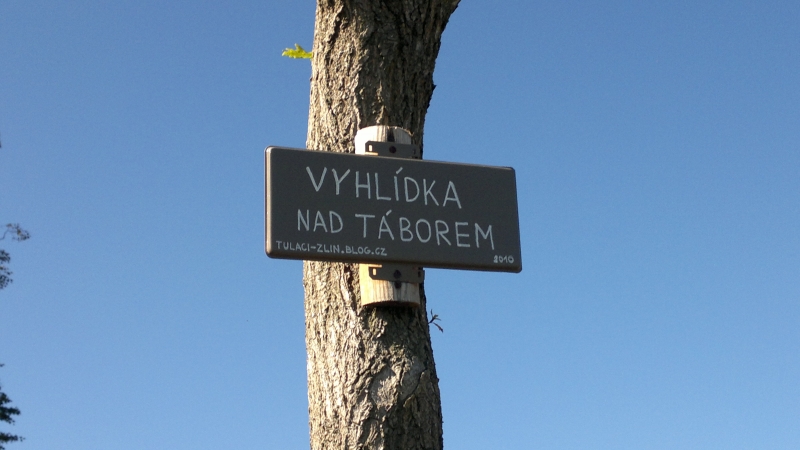 VYHLÍDKA
NAD TÁBOREM
TULACI-ZLIN.BLOG.CZ 2010